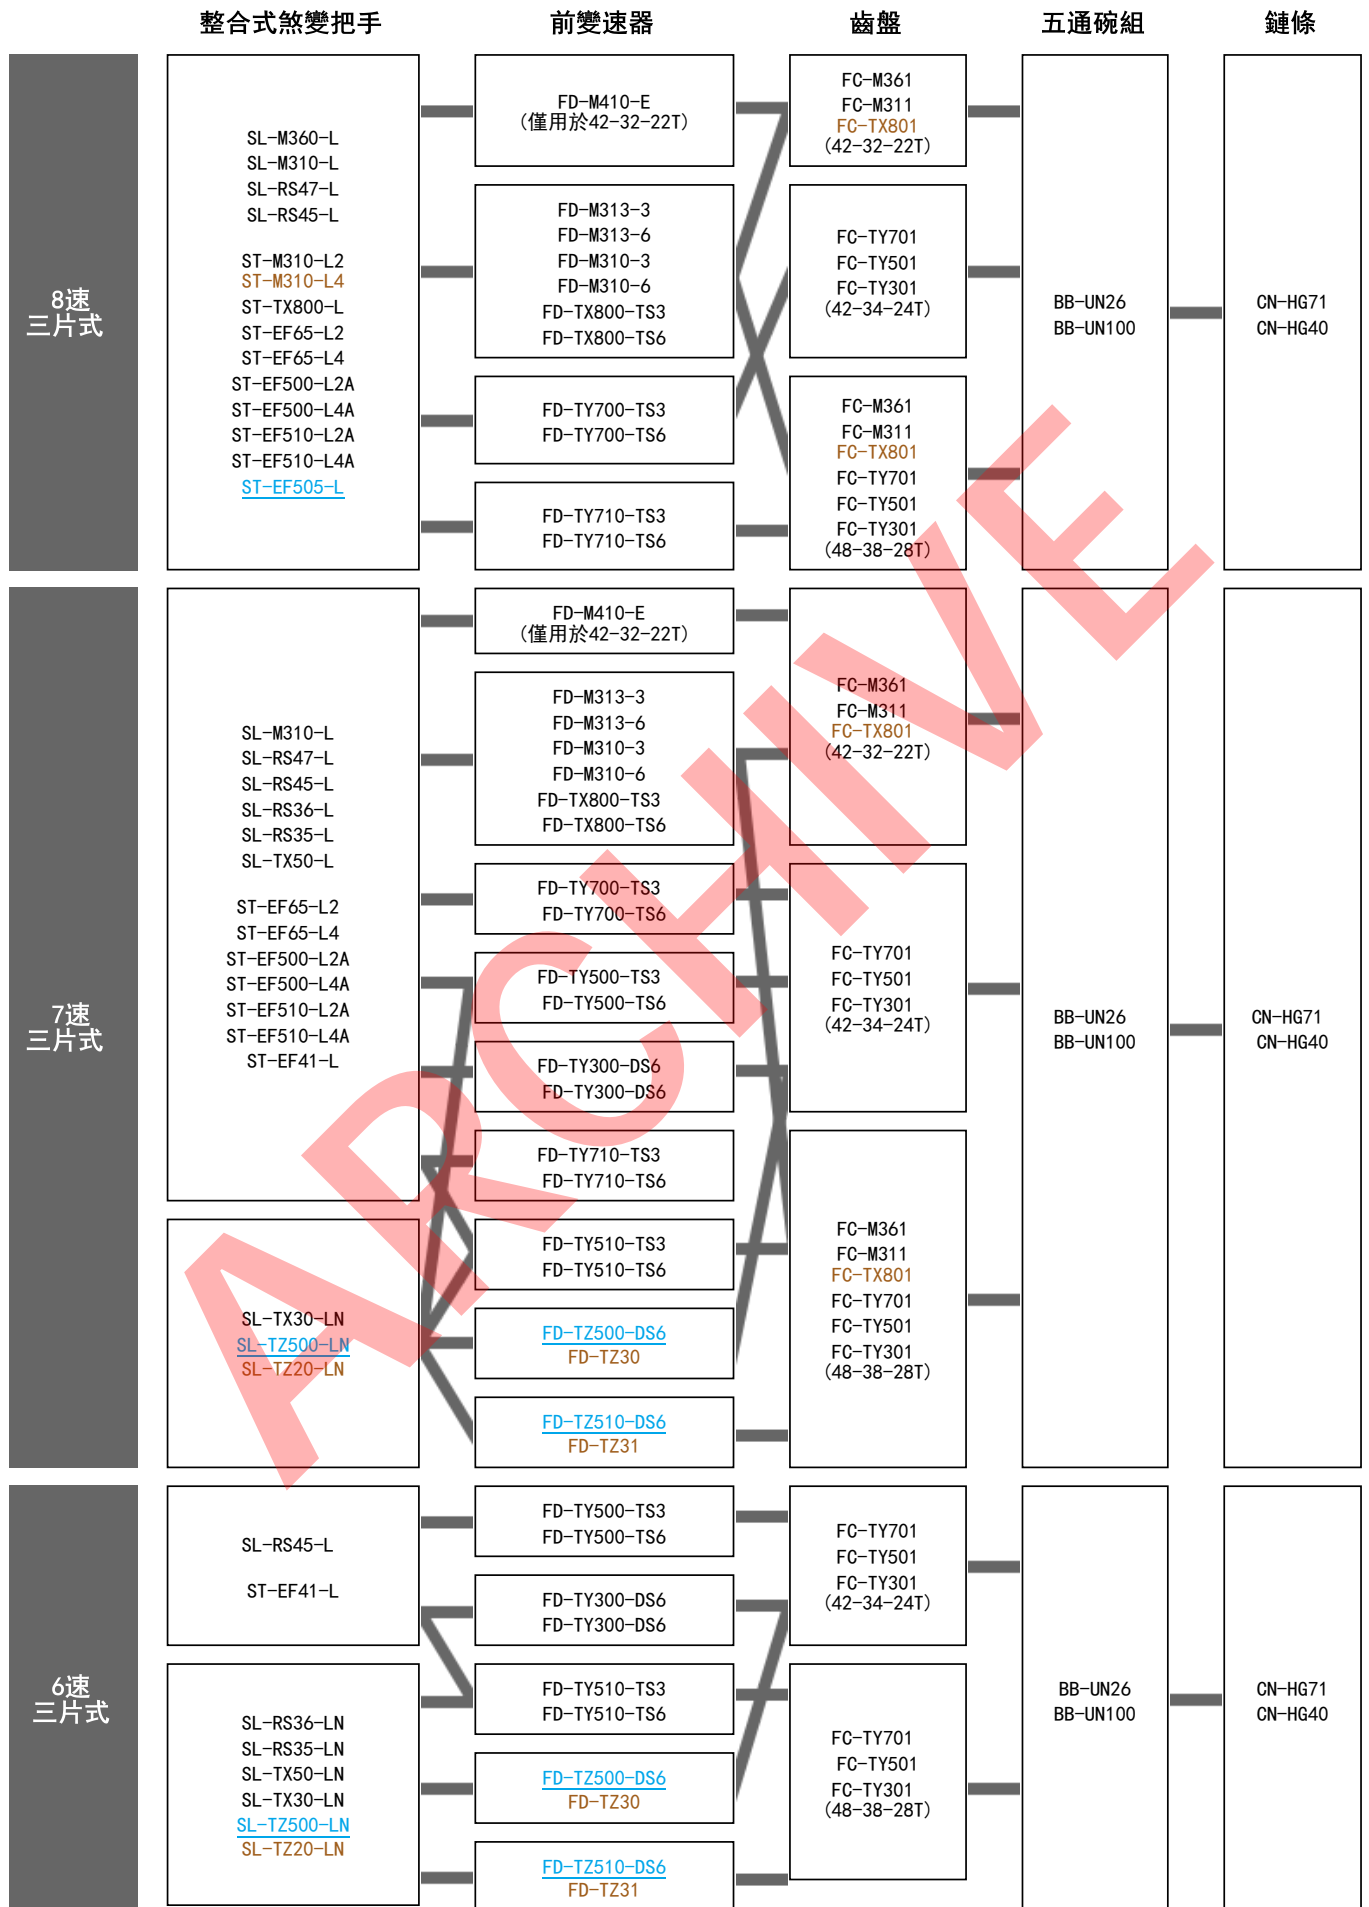 整合式煞變把手
前變速器
齒盤
五通碗組
鏈條
8速
三片式
SL-M360-L
SL-M310-L
SL-RS47-L
SL-RS45-L
ST-M310-L2
ST-M310-L4
ST-TX800-L
ST-EF65-L2
ST-EF65-L4
ST-EF500-L2A
ST-EF500-L4A
ST-EF510-L2A
ST-EF510-L4A
ST-EF505-L
FD-M410-E
(僅用於42-32-22T)
FD-M313-3
FD-M313-6
FD-M310-3
FD-M310-6
FD-TX800-TS3
FD-TX800-TS6
FD-TY700-TS3
FD-TY700-TS6
FD-TY710-TS3
FD-TY710-TS6
FC-M361
FC-M311
FC-TX801
(42-32-22T)
FC-TY701
FC-TY501
FC-TY301
(42-34-24T)
FC-M361
FC-M311
FC-TX801
FC-TY701
FC-TY501
FC-TY301
(48-38-28T)
BB-UN26
BB-UN100
CN-HG71
CN-HG40
7速
三片式
SL-M310-L
SL-RS47-L
SL-RS45-L
SL-RS36-L
SL-RS35-L
SL-TX50-L
ST-EF65-L2
ST-EF65-L4
ST-EF500-L2A
ST-EF500-L4A
ST-EF510-L2A
ST-EF510-L4A
ST-EF41-L
SL-TX30-LN
SL-TZ500-LN
SL-TZ20-LN
FD-M410-E
(僅用於42-32-22T)
FD-M313-3
FD-M313-6
FD-M310-3
FD-M310-6
FD-TX800-TS3
FD-TX800-TS6
FD-TY700-TS3
FD-TY700-TS6
FD-TY500-TS3
FD-TY500-TS6
FD-TY300-DS6
FD-TY300-DS6
FD-TY710-TS3
FD-TY710-TS6
FD-TY510-TS3
FD-TY510-TS6
FD-TZ500-DS6
FD-TZ30
FD-TZ510-DS6
FD-TZ31
FC-M361
FC-M311
FC-TX801
(42-32-22T)
FC-TY701
FC-TY501
FC-TY301
(42-34-24T)
FC-M361
FC-M311
FC-TX801
FC-TY701
FC-TY501
FC-TY301
(48-38-28T)
BB-UN26
BB-UN100
CN-HG71
CN-HG40
6速
三片式
SL-RS45-L
ST-EF41-L
SL-RS36-LN
SL-RS35-LN
SL-TX50-LN
SL-TX30-LN
SL-TZ500-LN
SL-TZ20-LN
FD-TY500-TS3
FD-TY500-TS6
FD-TY300-DS6
FD-TY300-DS6
FD-TY510-TS3
FD-TY510-TS6
FD-TZ500-DS6
FD-TZ30
FD-TZ510-DS6
FD-TZ31
FC-TY701
FC-TY501
FC-TY301
(42-34-24T)
FC-TY701
FC-TY501
FC-TY301
(48-38-28T)
BB-UN26
BB-UN100
CN-HG71
CN-HG40
ARCHIVE